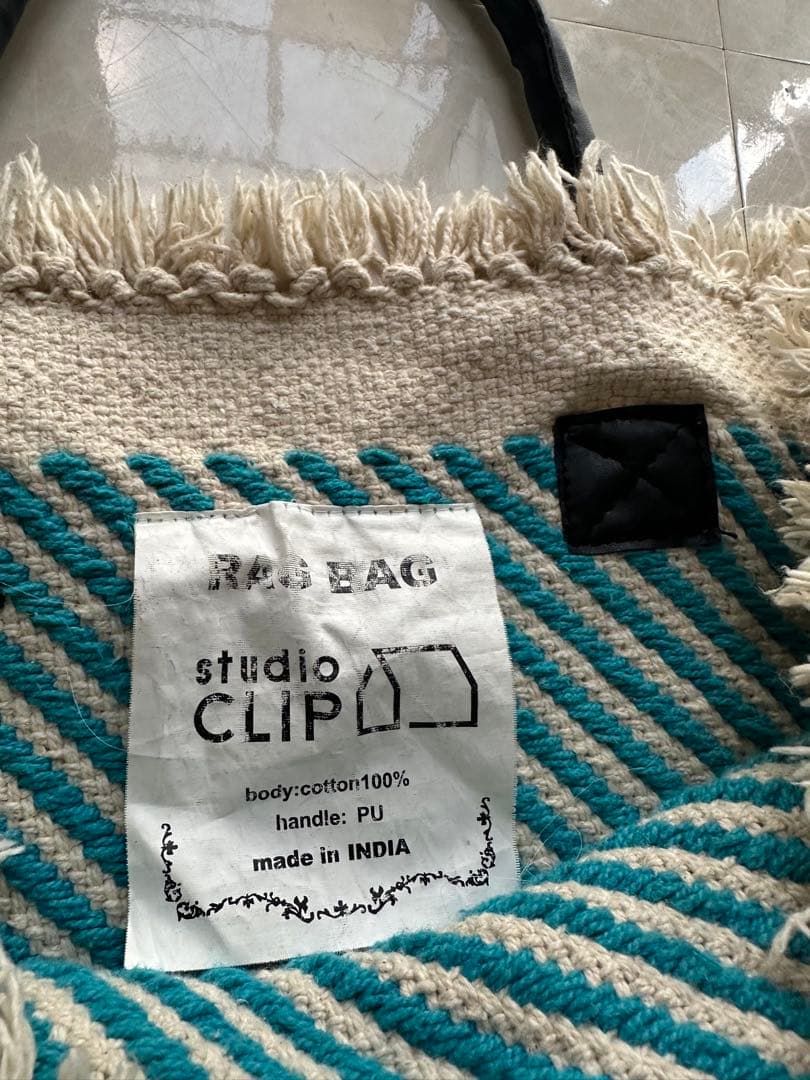 RAG BAG
studio
CLIP
body:cotton100%
handle: PU
made in INDIA